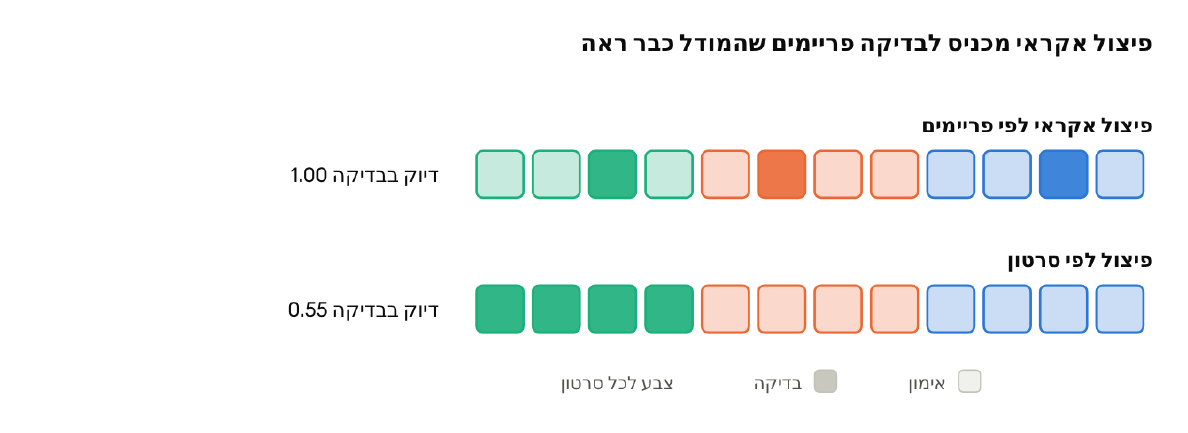 פיצול אקראי מכניס לבדיקה פריימים שהמודל כבר ראה
פיצול אקראי לפי פריימים
דיוק בבדיקה 1.00
פיצול לפי סרטון
דיוק בבדיקה 0.55
אימון
בדיקה
צבע לכל סרטון